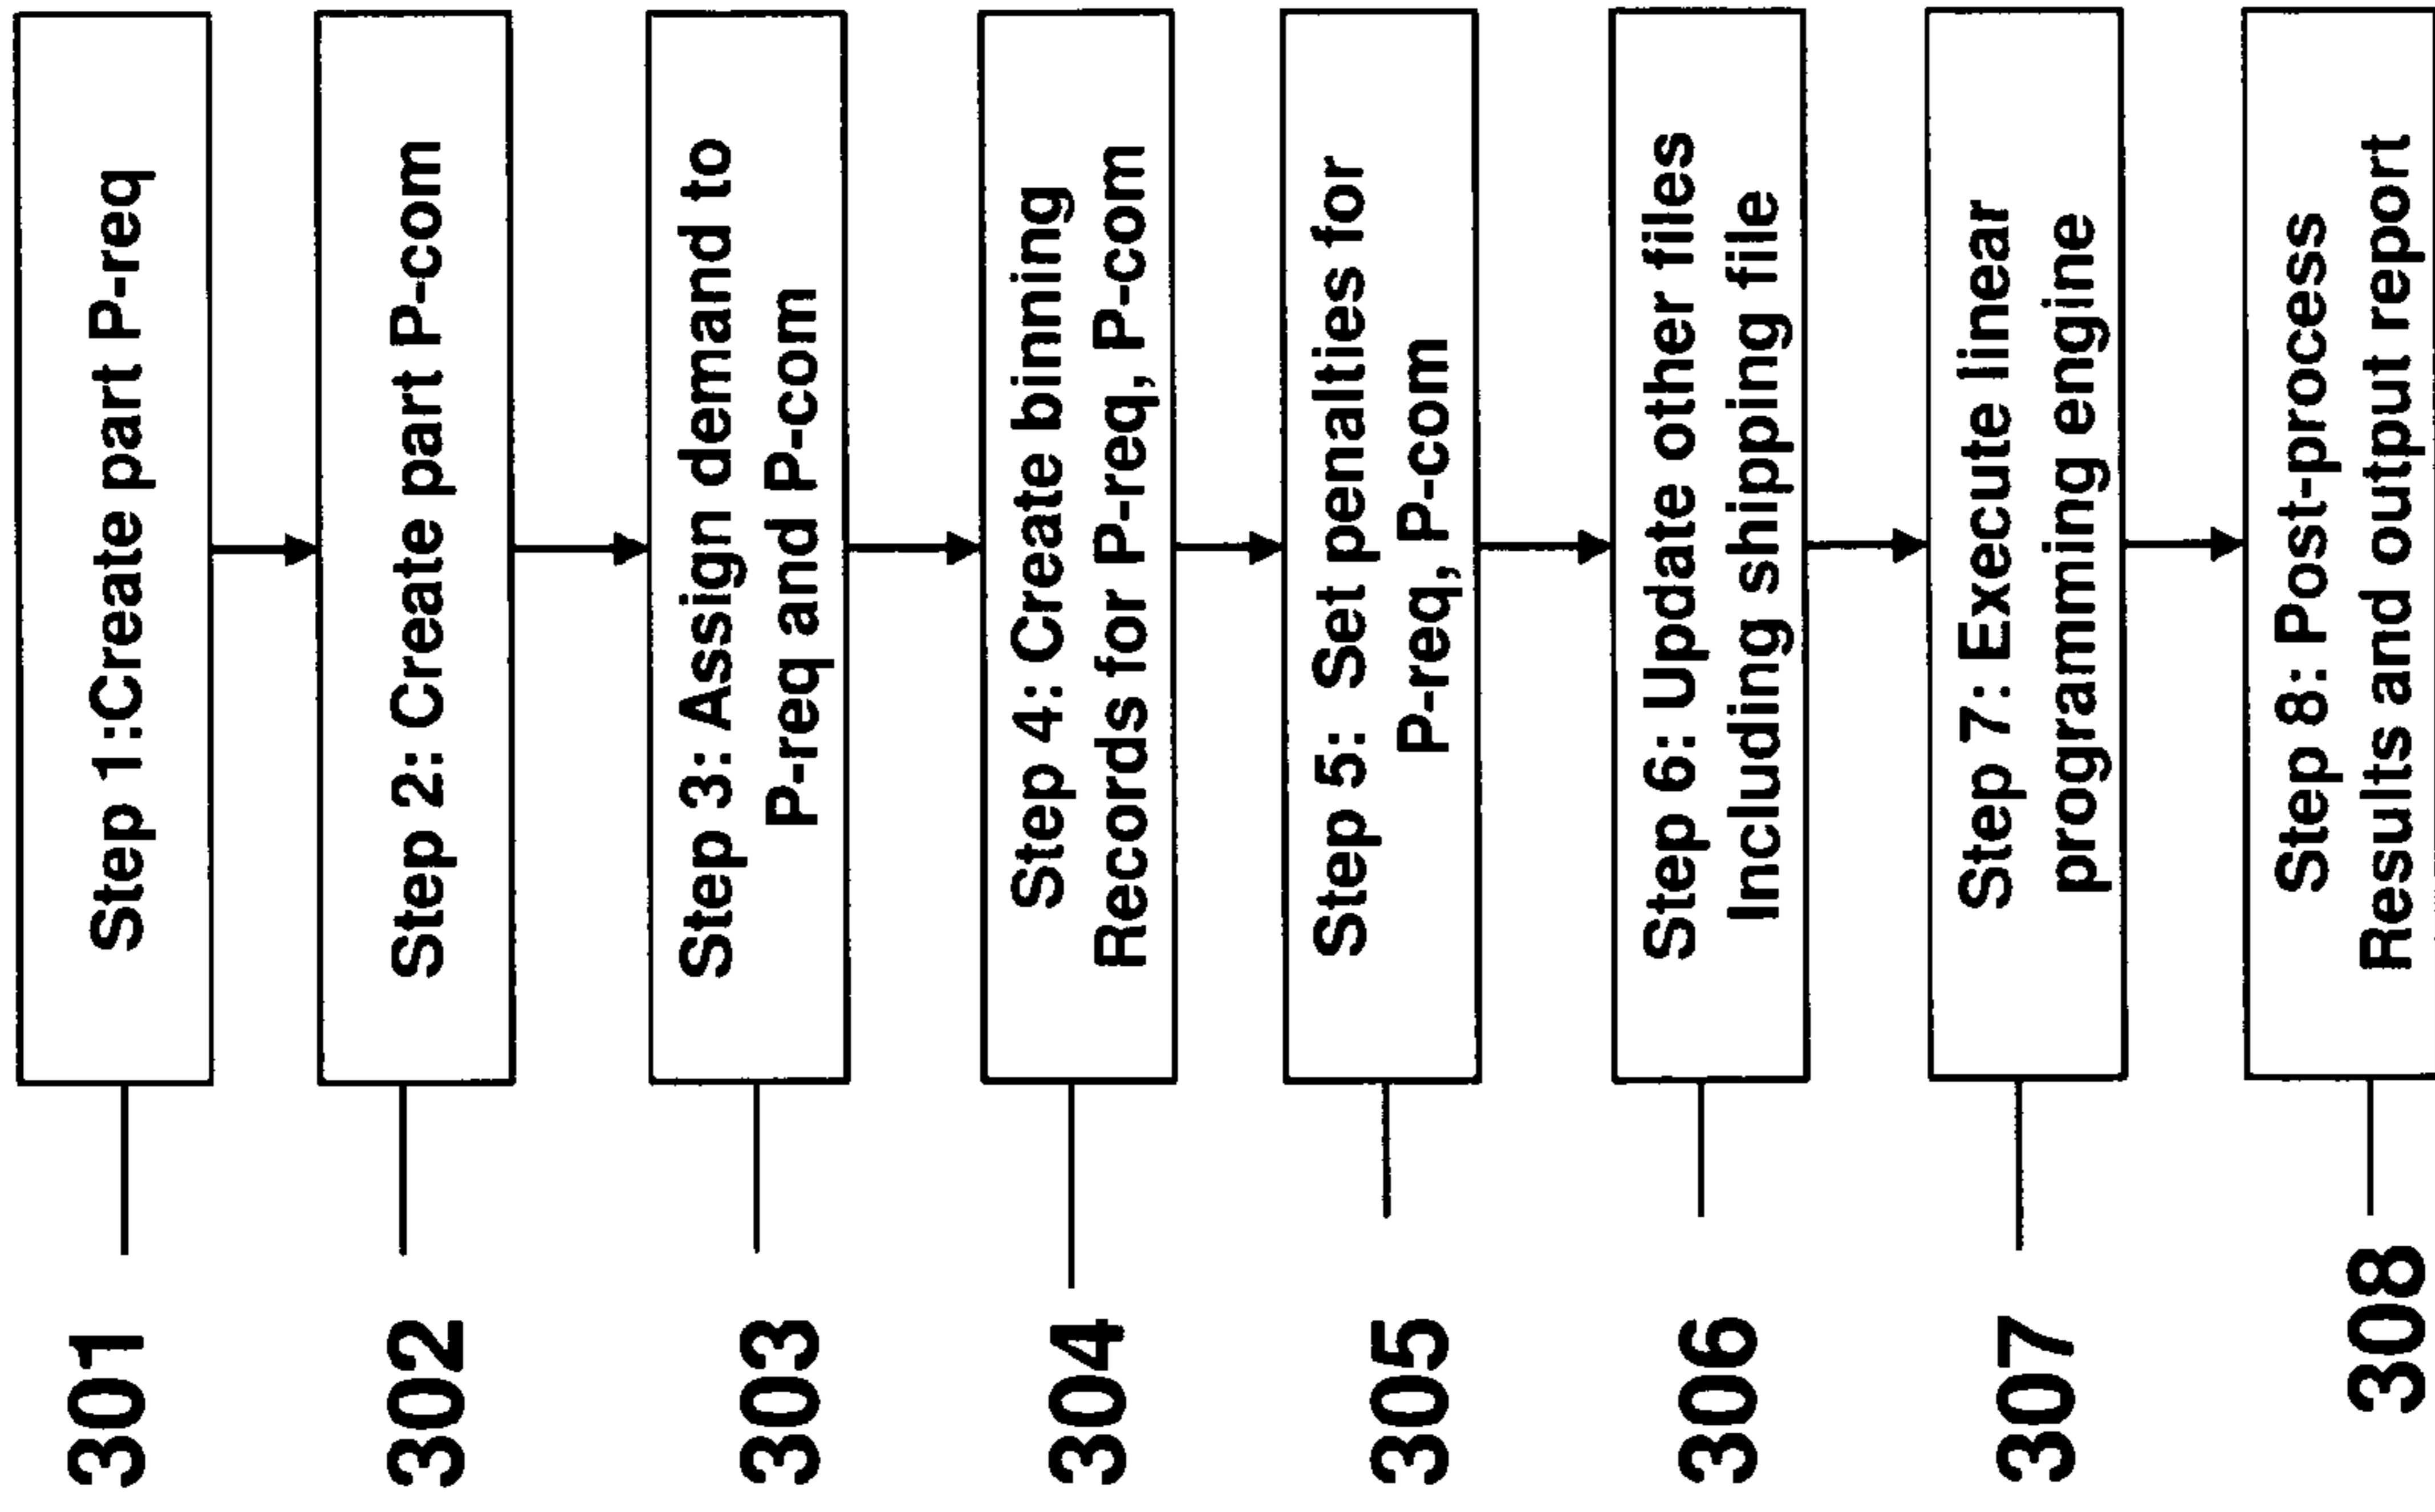 301
Step 1:Create part P-req
302
Step 2: Create part P-com
303
Step 3: Assign demand to
P-req and P-com
304
Step 4: Create binning
Records for P-req, P-com
305
Step 5: Set penalties for
P-req, P-com
306
Step 6: Update other files
Including shipping file
307
Step 7: Execute linear
programming engine
308
Step 8: Post-process
Results and output report